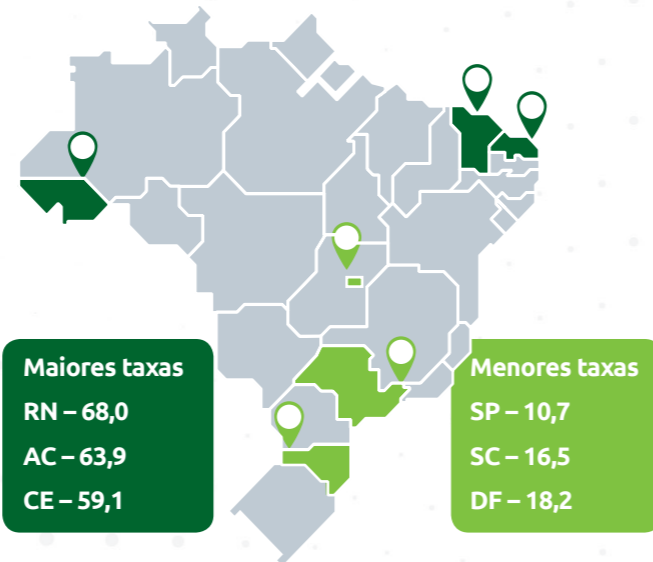 Maiores taxas
RN – 68,0
AC – 63,9
CE – 59,1
Menores taxas
SP – 10,7
SC – 16,5
DF – 18,2